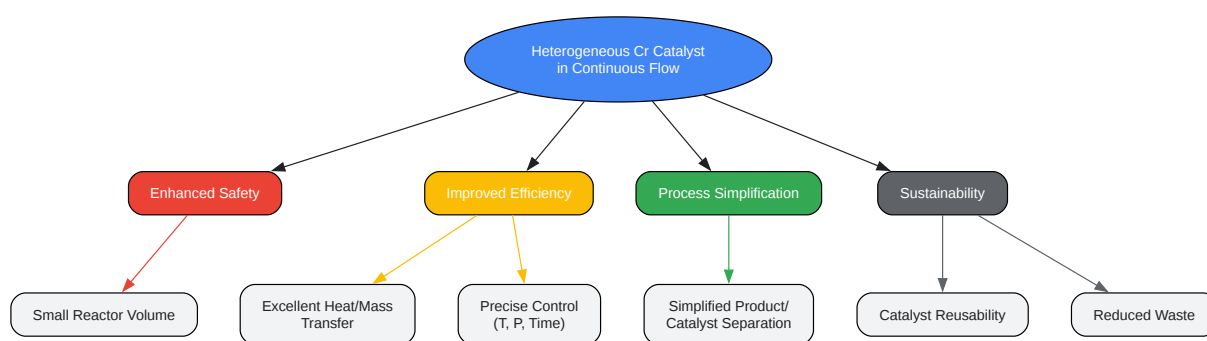 Heterogeneous Cr Catalyst
in Continuous Flow
Enhanced Safety
Improved Efficiency
Process Simplification
Sustainability
Small Reactor Volume
Excellent Heat/Mass
Transfer
Precise Control
(T, P, Time)
Simplified Product/
Catalyst Separation
Catalyst Reusability
Reduced Waste